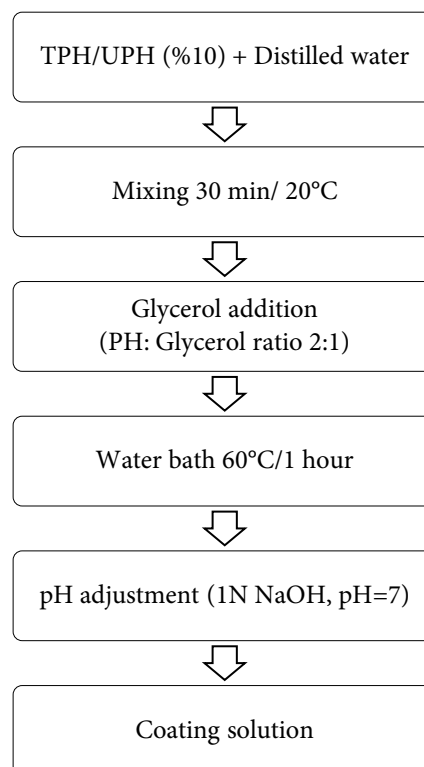 TPH/UPH (%10) + Distilled water
Mixing 30 min/ 20°C
Glycerol addition
(PH: Glycerol ratio 2:1)
Water bath 60°C/1 hour
pH adjustment (1N NaOH, pH=7)
Coating solution